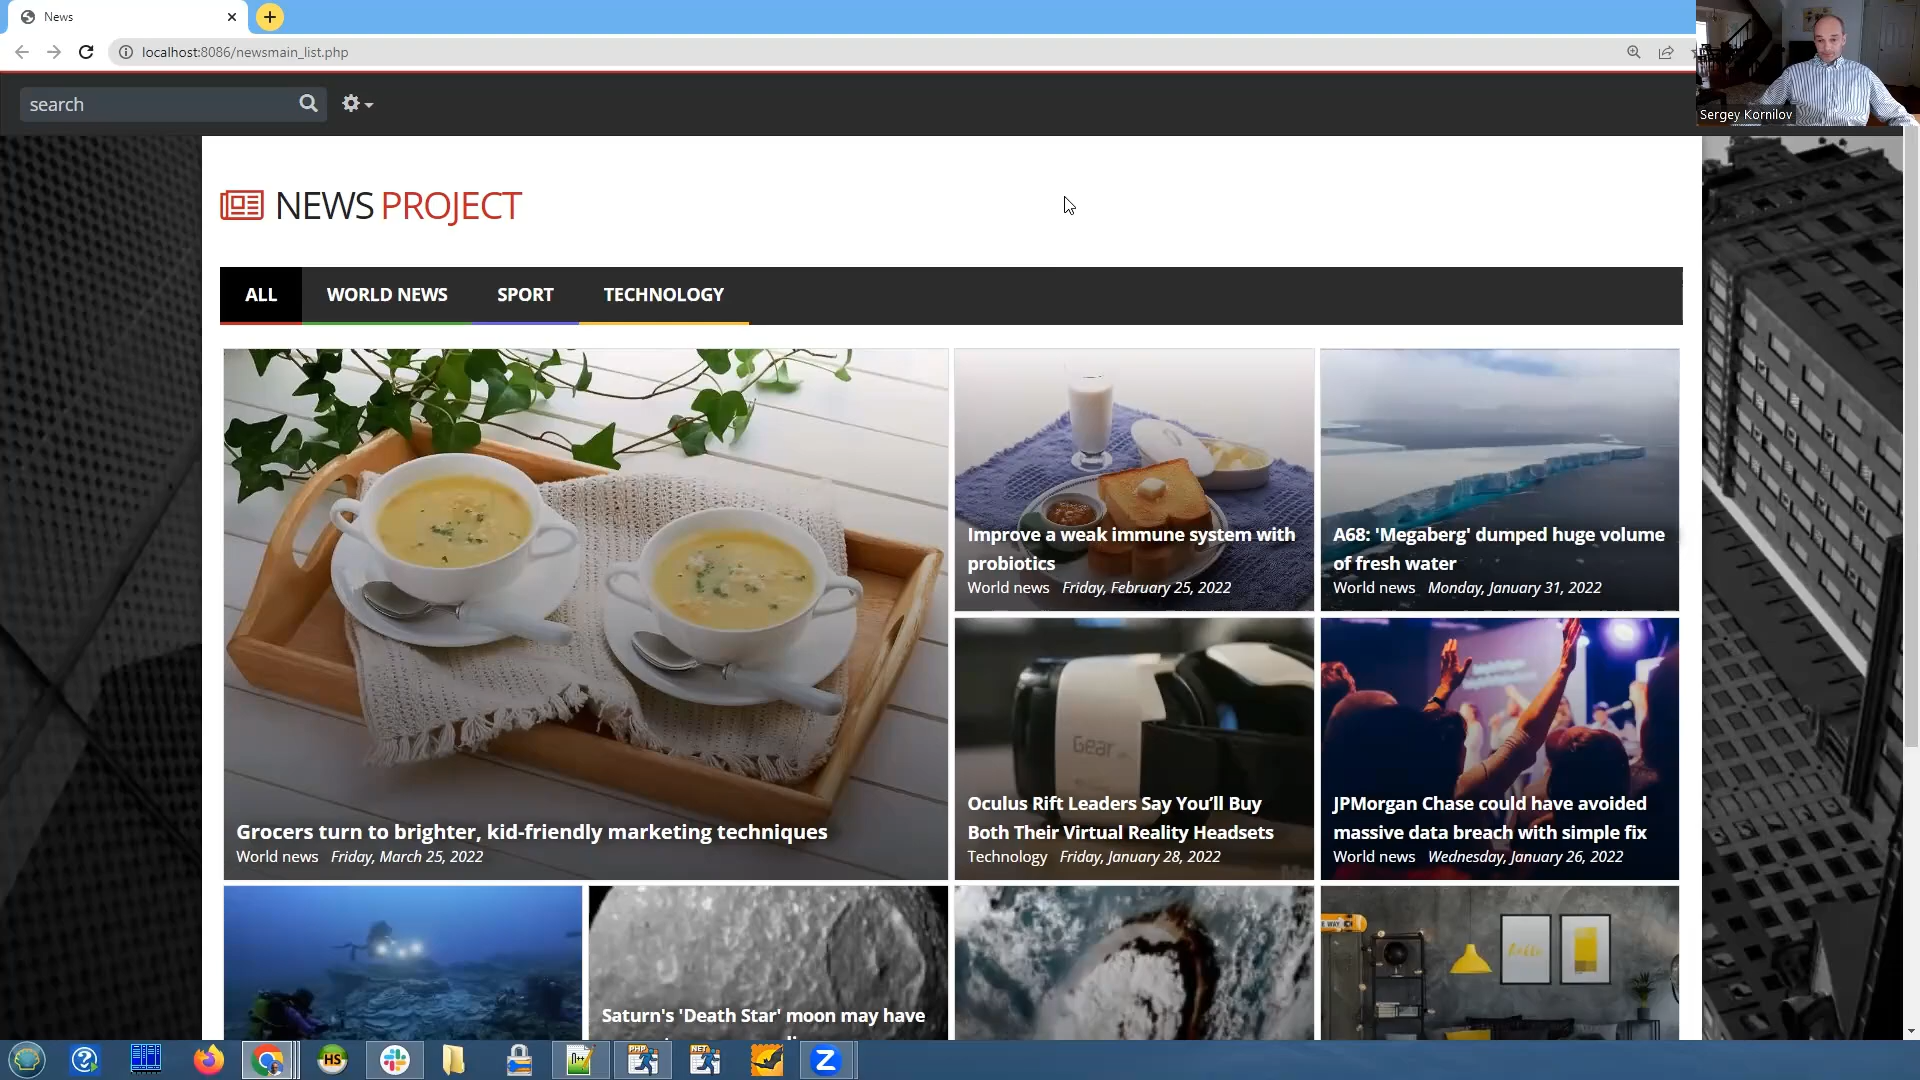 News
localhost:8086/newsmain_list.php
search
Sergey Kornilov
NEWS PROJECT
ALL WORLD NEWS SPORT TECHNOLOGY
Improve a weak immune system with
probiotics
World news Friday, February 25, 2022
A68: 'Megaberg' dumped huge volume
of fresh water
World news Monday, January 31, 2022
Gear
Grocers turn to brighter, kid-friendly marketing techniques
World news Friday, March 25, 2022
Oculus Rift Leaders Say You’ll Buy
Both Their Virtual Reality Headsets
Technology Friday, January 28, 2022
JPMorgan Chase could have avoided
massive data breach with simple fix
World news Wednesday, January 26, 2022
WAY
hello
Saturn's 'Death Star' moon may have
HS
n++
PHP
NET
Z